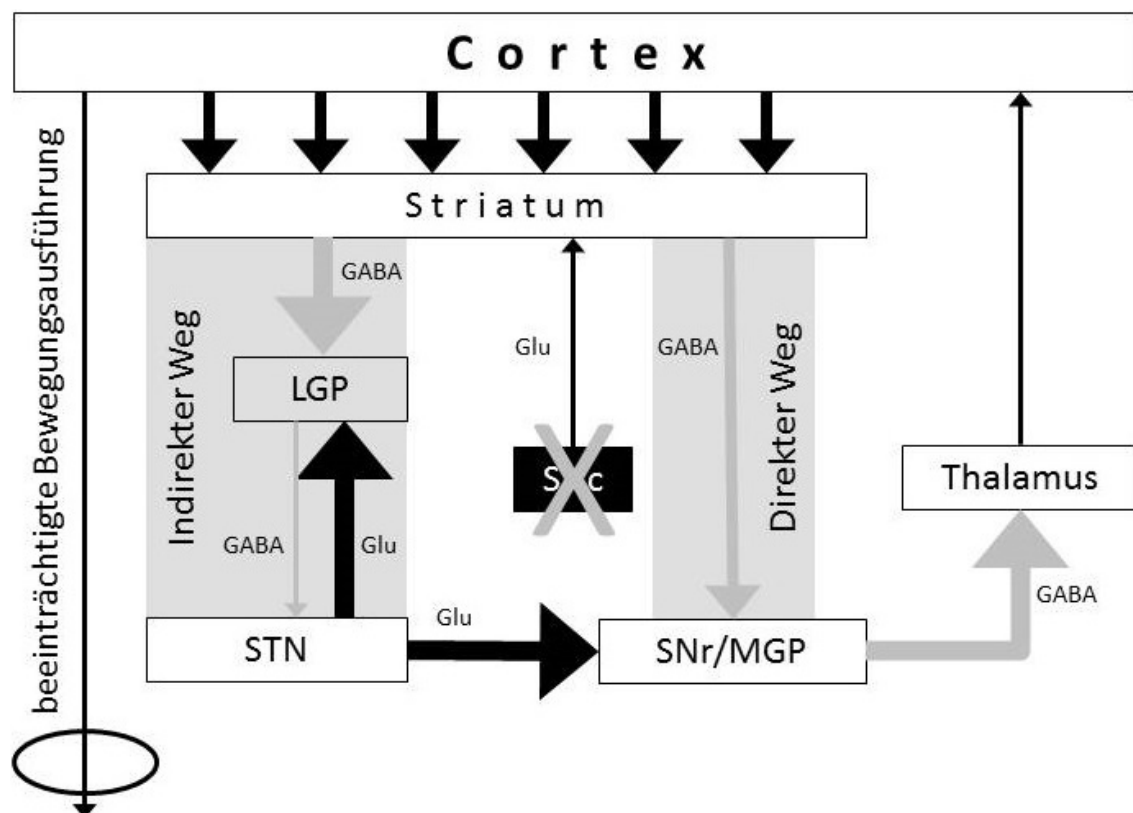 Cortex
beeinträchtigte Bewegungsausführung
Striatum
Indirekter Weg
GABA
LGP
GABA
Glu
Glu
GABA
Direkter Weg
Thalamus
GABA
STN
Glu
SNr/MGP